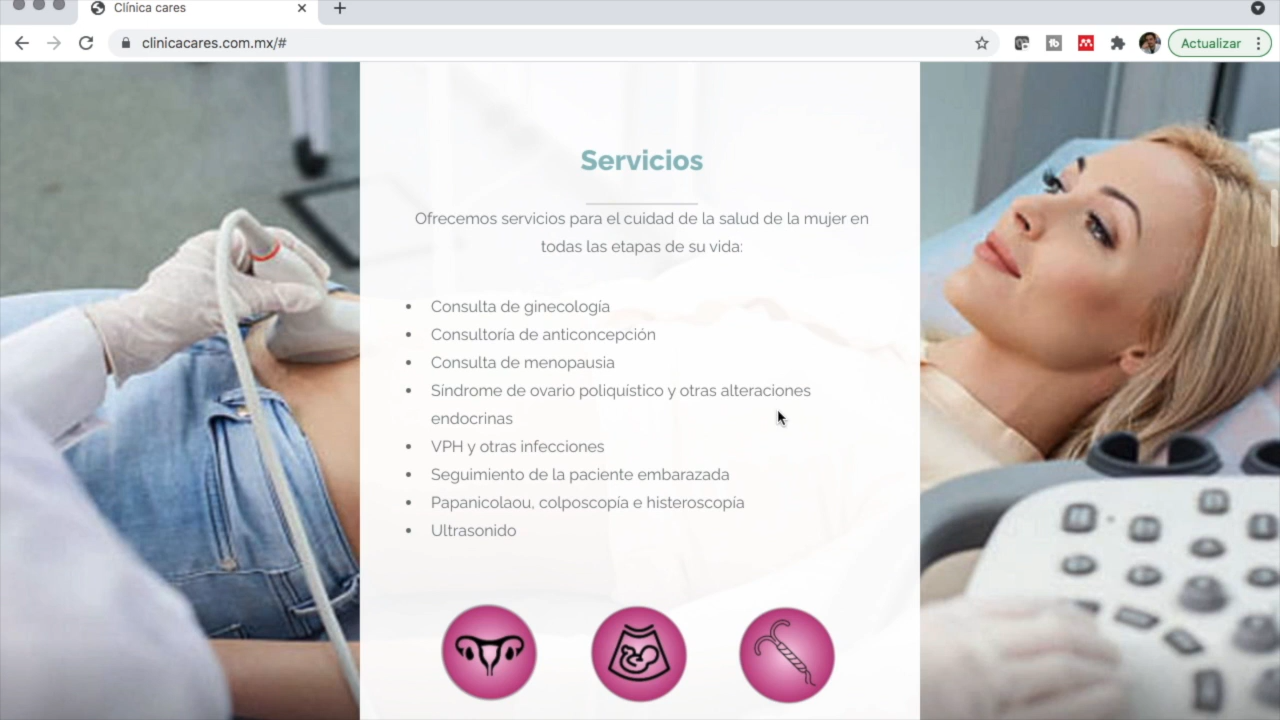 Clínica cares
clinicacares.com.mx/#
Actualizar
Servicios
Ofrecemos servicios para el cuidad de la salud de la mujer en
todas las etapas de su vida:
• Consulta de ginecología
• Consultoría de anticoncepción
• Consulta de menopausia
• Síndrome de ovario poliquistico y otras alteraciones
endocrinas
• VPH y otras infecciones
• Seguimiento de la paciente embarazada
• Papanicolaou, colposcopía e histeroscopía
• Ultrasonido